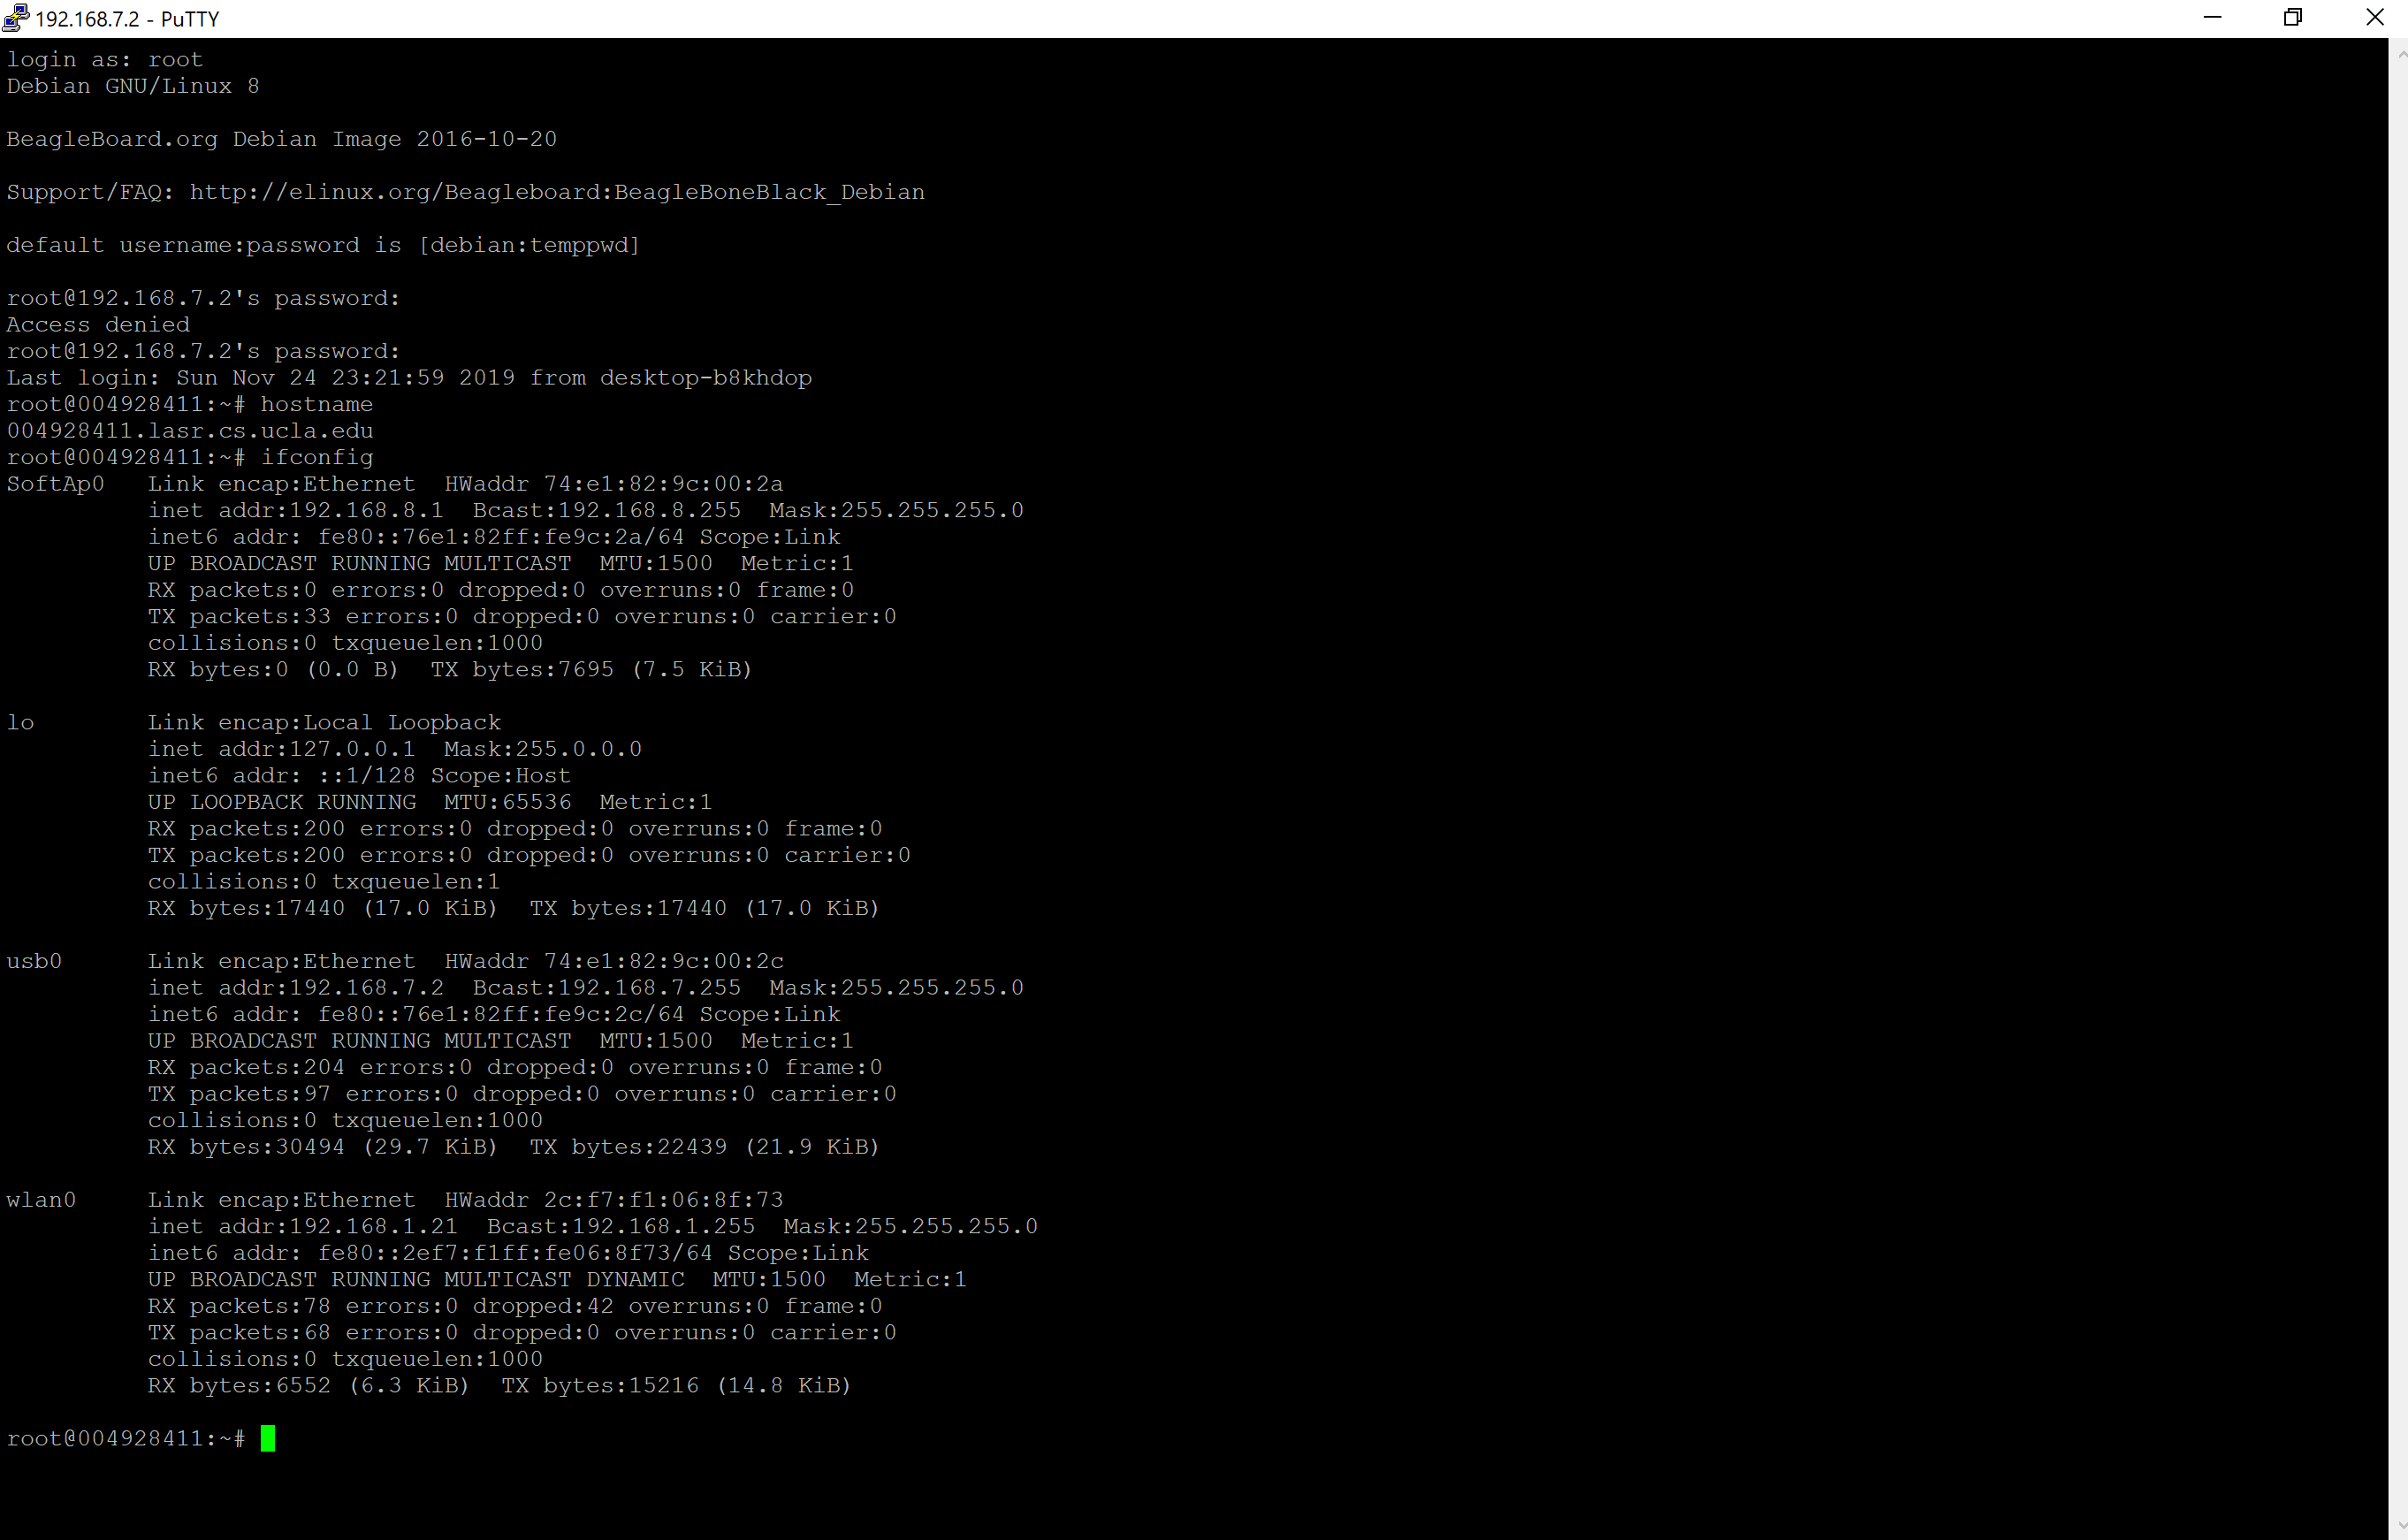 192.168.7.2 - PuTTY
login as: root
Debian GNU/Linux 8
BeagleBoard.org Debian Image 2016-10-20
Support/FAQ: http://elinux.org/Beagleboard:BeagleBoneBlack_Debian
default username:password is [debian:temppwd]
root@192.168.7.2's password:
Access denied
root@192.168.7.2's password:
Last login: Sun Nov 24 23:21:59 2019 from desktop-b8khdop
root@004928411:~# hostname
004928411.lasr.cs.ucla.edu
root@004928411:~# ifconfig
SoftAp0   Link encap:Ethernet  HWaddr 74:e1:82:9c:00:2a
          inet addr:192.168.8.1  Bcast:192.168.8.255  Mask:255.255.255.0
          inet6 addr: fe80::76e1:82ff:fe9c:2a/64 Scope:Link
          UP BROADCAST RUNNING MULTICAST  MTU:1500  Metric:1
          RX packets:0 errors:0 dropped:0 overruns:0 frame:0
          TX packets:33 errors:0 dropped:0 overruns:0 carrier:0
          collisions:0 txqueuelen:1000
          RX bytes:0 (0.0 B)  TX bytes:7695 (7.5 KiB)
lo        Link encap:Local Loopback
          inet addr:127.0.0.1  Mask:255.0.0.0
          inet6 addr: ::1/128 Scope:Host
          UP LOOPBACK RUNNING  MTU:65536  Metric:1
          RX packets:200 errors:0 dropped:0 overruns:0 frame:0
          TX packets:200 errors:0 dropped:0 overruns:0 carrier:0
          collisions:0 txqueuelen:1
          RX bytes:17440 (17.0 KiB)  TX bytes:17440 (17.0 KiB)
usb0      Link encap:Ethernet  HWaddr 74:e1:82:9c:00:2c
          inet addr:192.168.7.2  Bcast:192.168.7.255  Mask:255.255.255.0
          inet6 addr: fe80::76e1:82ff:fe9c:2c/64 Scope:Link
          UP BROADCAST RUNNING MULTICAST  MTU:1500  Metric:1
          RX packets:204 errors:0 dropped:0 overruns:0 frame:0
          TX packets:97 errors:0 dropped:0 overruns:0 carrier:0
          collisions:0 txqueuelen:1000
          RX bytes:30494 (29.7 KiB)  TX bytes:22439 (21.9 KiB)
wlan0     Link encap:Ethernet  HWaddr 2c:f7:f1:06:8f:73
          inet addr:192.168.1.21  Bcast:192.168.1.255  Mask:255.255.255.0
          inet6 addr: fe80::2ef7:f1ff:fe06:8f73/64 Scope:Link
          UP BROADCAST RUNNING MULTICAST DYNAMIC  MTU:1500  Metric:1
          RX packets:78 errors:0 dropped:42 overruns:0 frame:0
          TX packets:68 errors:0 dropped:0 overruns:0 carrier:0
          collisions:0 txqueuelen:1000
          RX bytes:6552 (6.3 KiB)  TX bytes:15216 (14.8 KiB)
root@004928411:~#